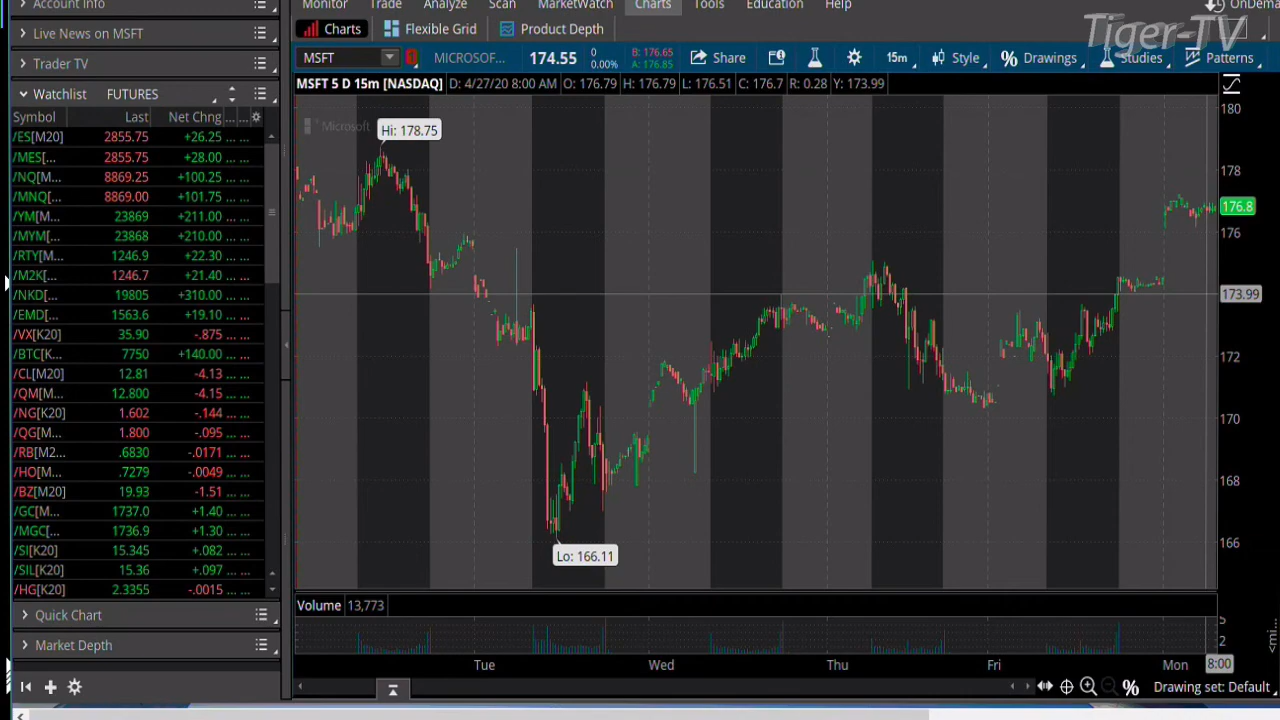 Account Info
Monitor Trade Analyze Scan MarketWatch Charts Tools Education Help
OnDema
Live News on MSFT
Charts Flexible Grid Product Depth
Tiger-TV
Trader TV
MSFT MICROSOF... 174.55 0 0.00% B: 176.65 A: 176.85 Share 15m Style Drawings Studies Patterns
Watchli FUTURES
MSFT 5 D 15m [NASDAQ] D: 4/27/20 8:00 AM O: 176.79 H: 176.79 L: 176.51 C: 176.7 R: 0.28 Y: 173.99
Symbol Last Net Chng ... ...
/ES[M20] 2855.75 +26.25 ... ...
/MES[... 2855.75 +28.00 ... ...
/NQ[M... 8869.25 +100.25 ... ...
/MNQ[... 8869.00 +101.75 ... ...
/YM[M... 23869 +211.00 ... ...
/MYM[... 23868 +210.00 ... ...
/RTY[M... 1246.9 +22.30 ... ...
/M2K[... 1246.7 +21.40 ... ...
/NKD[... 19805 +310.00 ... ...
/EMD[... 1563.6 +19.10 ... ...
/VX[K20] 35.90 -.875 ... ...
/BTC[K... 7750 +140.00 ... ...
/CL[M20] 12.81 -4.13 ... ...
/QM[M... 12.800 -4.15 ... ...
/NG[K20] 1.602 -.144 ... ...
/QG[M... 1.800 -.095 ... ...
/RB[M2... .6830 -.0171 ... ...
/HO[M... .7279 -.0049 ... ...
/BZ[M20] 19.93 -1.51 ... ...
/GC[M... 1737.0 +1.40 ... ...
/MGC[... 1736.9 +1.30 ... ...
/SI[K20] 15.345 +.082 ... ...
/SIL[K20] 15.36 +.097 ... ...
/HG[K20] 2.3355 -.0015 ... ...
Quick Chart
Market Depth
Microsoft
Hi: 178.75
Lo: 166.11
180
178
176.8
176
173.99
172
170
168
166
Volume 13,773
5
2
<mi...
Tue Wed Thu Fri Mon 8:00
Drawing set: Default